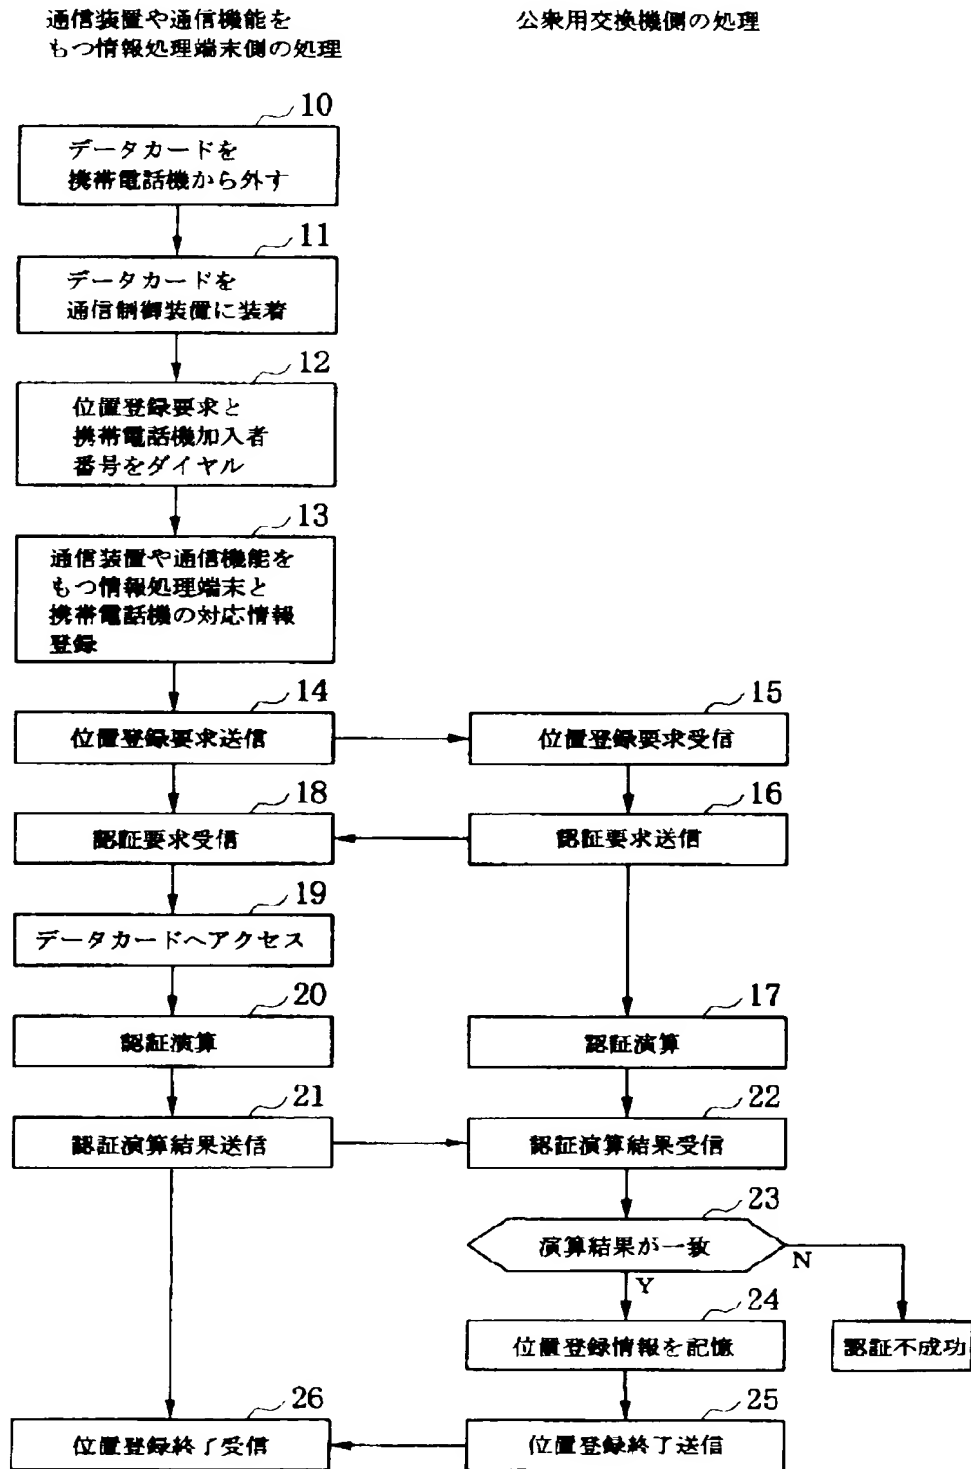 通信装置や通信機能を
もつ情報処理端末側の処理
公衆用交換機側の処理
10
データカードを
携帯電話機から外す
11
データカードを
通信制御装置に装着
12
位置登録要求と
携帯電話機加入者
番号をダイヤル
13
通信装置や通信機能を
もつ情報処理端末と
携帯電話機の対応情報
登録
14
位置登録要求送信
15
位置登録要求受信
18
認証要求受信
16
認証要求送信
19
データカードへアクセス
20
認証演算
17
認証演算
21
認証演算結果送信
22
認証演算結果受信
23
演算結果が一致
N
Y
24
位置登録情報を記憶
認証不成功
26
位置登録終了受信
25
位置登録終了送信